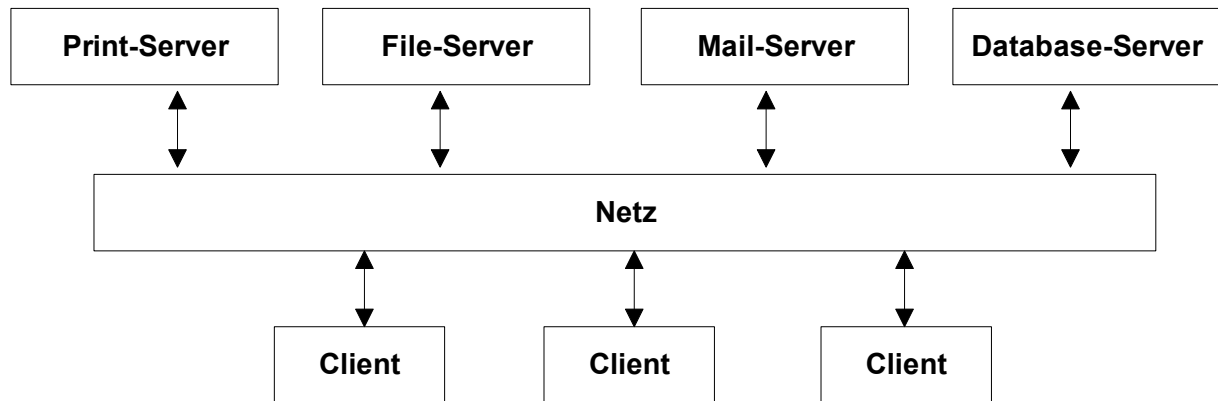 Print-Server
File-Server
Mail-Server
Database-Server
Netz
Client
Client
Client